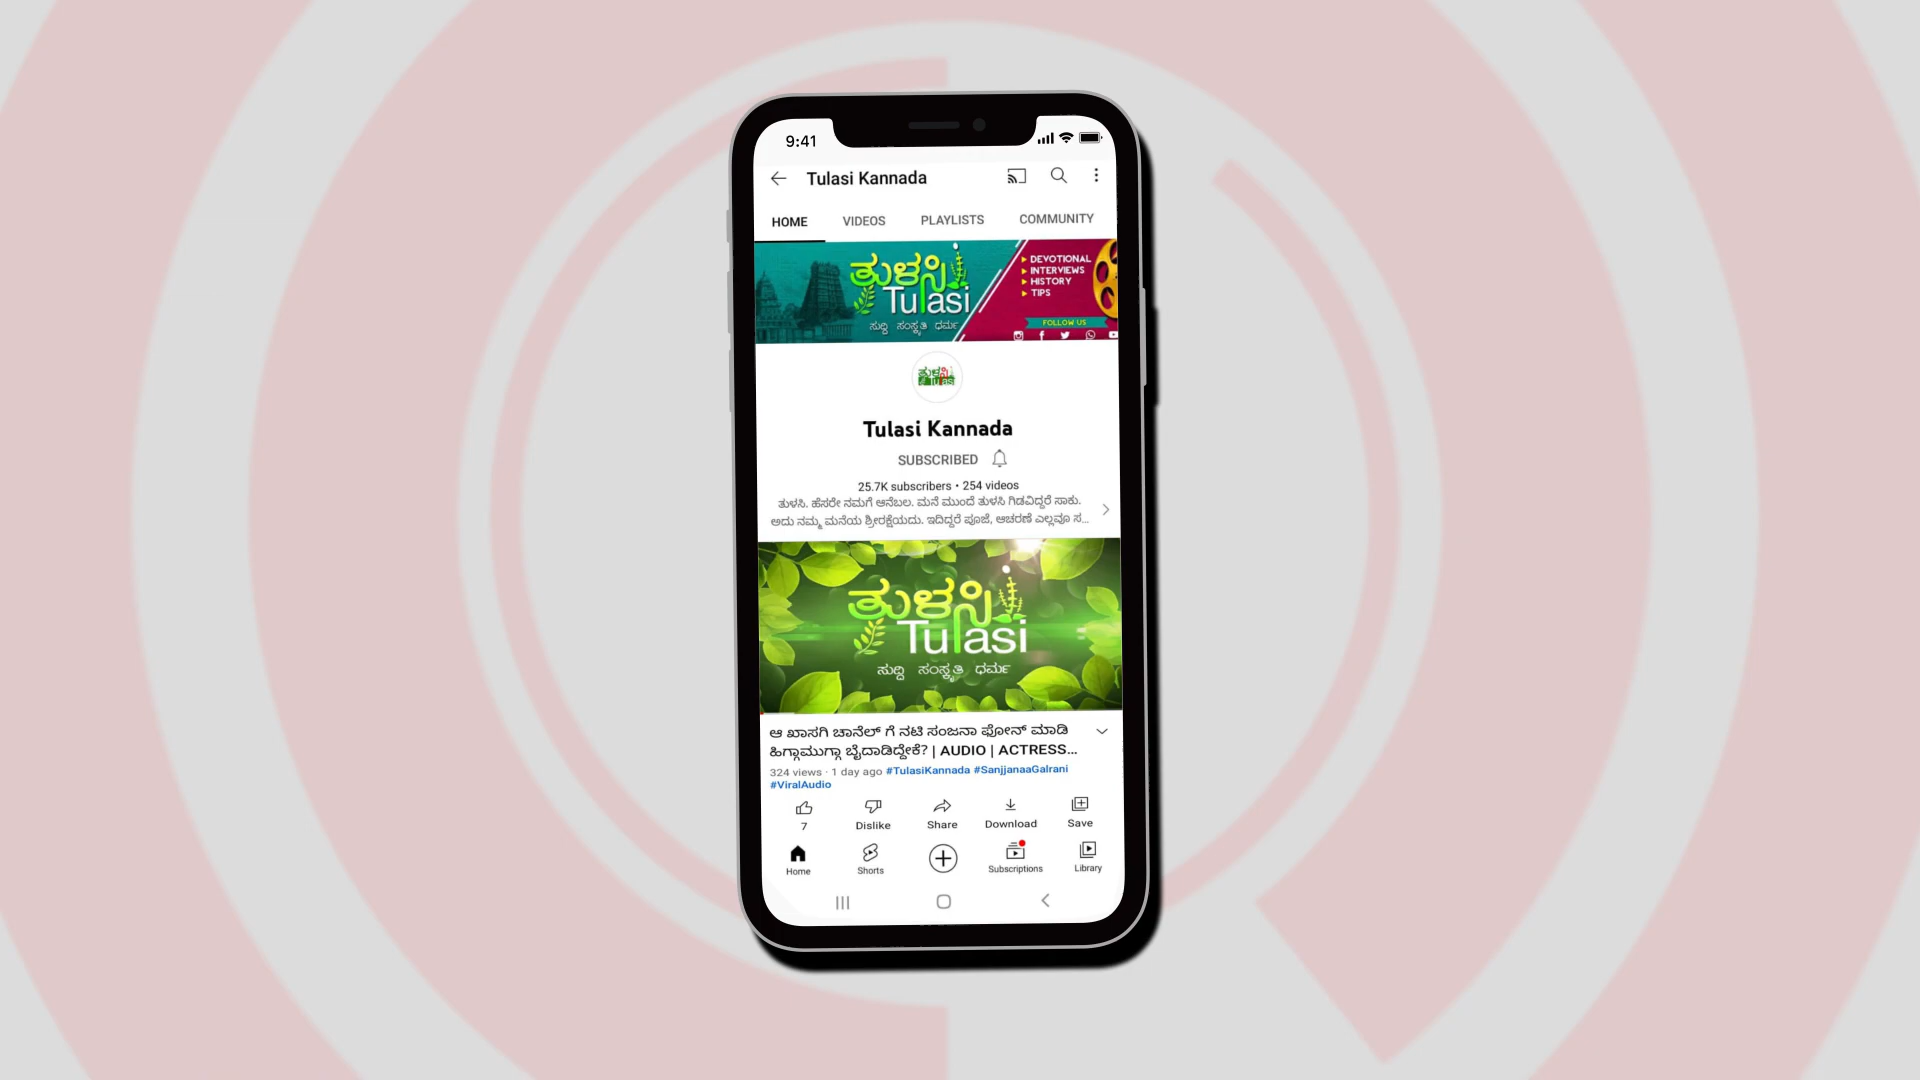 9:41
Tulasi Kannada
HOME VIDEOS PLAYLISTS COMMUNITY
ತುಳಸಿ
Tulasi
ಸುದ್ದಿ ಸಂಸ್ಕೃತಿ ಧರ್ಮ
DEVOTIONAL
INTERVIEWS
HISTORY
TIPS
FOLLOW US
ತುಳಸಿ
Tulasi
Tulasi Kannada
SUBSCRIBED
25.7K subscribers • 254 videos
ತುಳಸಿ. ಹೆಸರೇ ನಮಗೆ ಆನೆಬಲ. ಮನೆ ಮುಂದೆ ತುಳಸಿ ಗಿಡವಿದ್ದರೆ ಸಾಕು.
ಅದು ನಮ್ಮ ಮನೆಯ ಶ್ರೀರಕ್ಷೆಯದು. ಇದಿದ್ದರೆ ಪೂಜೆ, ಆಚರಣೆ ಎಲ್ಲವೂ ಸ...
ತುಳಸಿ
Tulasi
ಸುದ್ದಿ ಸಂಸ್ಕೃತಿ ಧರ್ಮ
ಆ ಖಾಸಗಿ ಚಾನೆಲ್ ಗೆ ನಟಿ ಸಂಜನಾ ಫೋನ್ ಮಾಡಿ
ಹಿಗ್ಗಾಮುಗ್ಗಾ ಬೈದಾಡಿದ್ದೇಕೆ? | AUDIO | ACTRESS...
324 views · 1 day ago #TulasiKannada #SanjjanaaGalrani
#ViralAudio
7 Dislike Share Download Save
Home Shorts Subscriptions Library